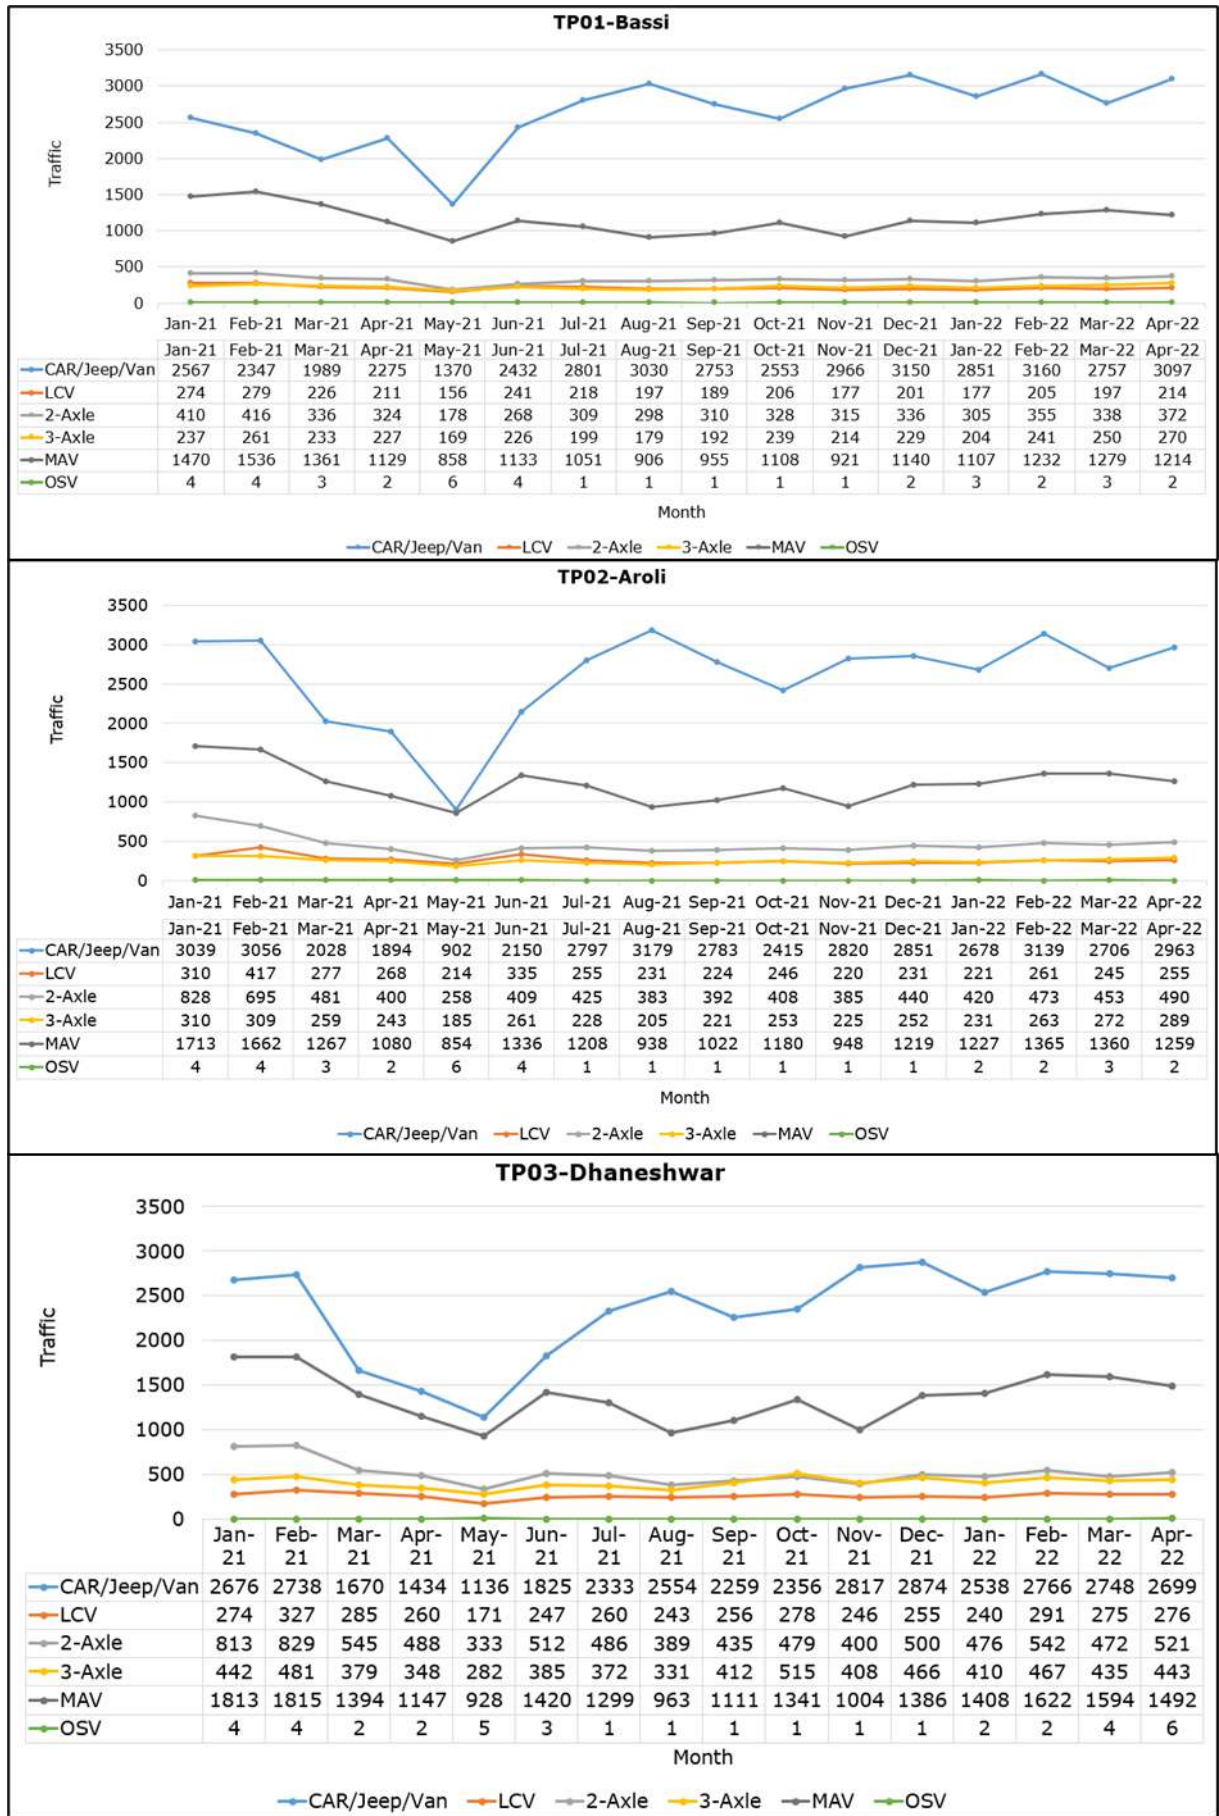 TP01-Bassi
3500
3000
2500
2000
1500
1000
500
0
Traffic
Jan-21 Feb-21 Mar-21 Apr-21 May-21 Jun-21 Jul-21 Aug-21 Sep-21 Oct-21 Nov-21 Dec-21 Jan-22 Feb-22 Mar-22 Apr-22
Jan-21 Feb-21 Mar-21 Apr-21 May-21 Jun-21 Jul-21 Aug-21 Sep-21 Oct-21 Nov-21 Dec-21 Jan-22 Feb-22 Mar-22 Apr-22
CAR/Jeep/Van 2567 2347 1989 2275 1370 2432 2801 3030 2753 2553 2966 3150 2851 3160 2757 3097
LCV 274 279 226 211 156 241 218 197 189 206 177 201 177 205 197 214
2-Axle 410 416 336 324 178 268 309 298 310 328 315 336 305 355 338 372
3-Axle 237 261 233 227 169 226 199 179 192 239 214 229 204 241 250 270
MAV 1470 1536 1361 1129 858 1133 1051 906 955 1108 921 1140 1107 1232 1279 1214
OSV 4 4 3 2 6 4 1 1 1 1 1 2 3 2 3 2
Month
CAR/Jeep/Van LCV 2-Axle 3-Axle MAV OSV
TP02-Aroli
3500
3000
2500
2000
1500
1000
500
0
Traffic
Jan-21 Feb-21 Mar-21 Apr-21 May-21 Jun-21 Jul-21 Aug-21 Sep-21 Oct-21 Nov-21 Dec-21 Jan-22 Feb-22 Mar-22 Apr-22
Jan-21 Feb-21 Mar-21 Apr-21 May-21 Jun-21 Jul-21 Aug-21 Sep-21 Oct-21 Nov-21 Dec-21 Jan-22 Feb-22 Mar-22 Apr-22
CAR/Jeep/Van 3039 3056 2028 1894 902 2150 2797 3179 2783 2415 2820 2851 2678 3139 2706 2963
LCV 310 417 277 268 214 335 255 231 224 246 220 231 221 261 245 255
2-Axle 828 695 481 400 258 409 425 383 392 408 385 440 420 473 453 490
3-Axle 310 309 259 243 185 261 228 205 221 253 225 252 231 263 272 289
MAV 1713 1662 1267 1080 854 1336 1208 938 1022 1180 948 1219 1227 1365 1360 1259
OSV 4 4 3 2 6 4 1 1 1 1 1 1 2 2 3 2
Month
CAR/Jeep/Van LCV 2-Axle 3-Axle MAV OSV
TP03-Dhaneshwar
3500
3000
2500
2000
1500
1000
500
0
Traffic
Jan- Feb- Mar- Apr- May- Jun- Jul- Aug- Sep- Oct- Nov- Dec- Jan- Feb- Mar- Apr-
21 21 21 21 21 21 21 21 21 21 21 21 22 22 22 22
CAR/Jeep/Van 2676 2738 1670 1434 1136 1825 2333 2554 2259 2356 2817 2874 2538 2766 2748 2699
LCV 274 327 285 260 171 247 260 243 256 278 246 255 240 291 275 276
2-Axle 813 829 545 488 333 512 486 389 435 479 400 500 476 542 472 521
3-Axle 442 481 379 348 282 385 372 331 412 515 408 466 410 467 435 443
MAV 1813 1815 1394 1147 928 1420 1299 963 1111 1341 1004 1386 1408 1622 1594 1492
OSV 4 4 2 2 5 3 1 1 1 1 1 1 2 2 4 6
Month
CAR/Jeep/Van LCV 2-Axle 3-Axle MAV OSV